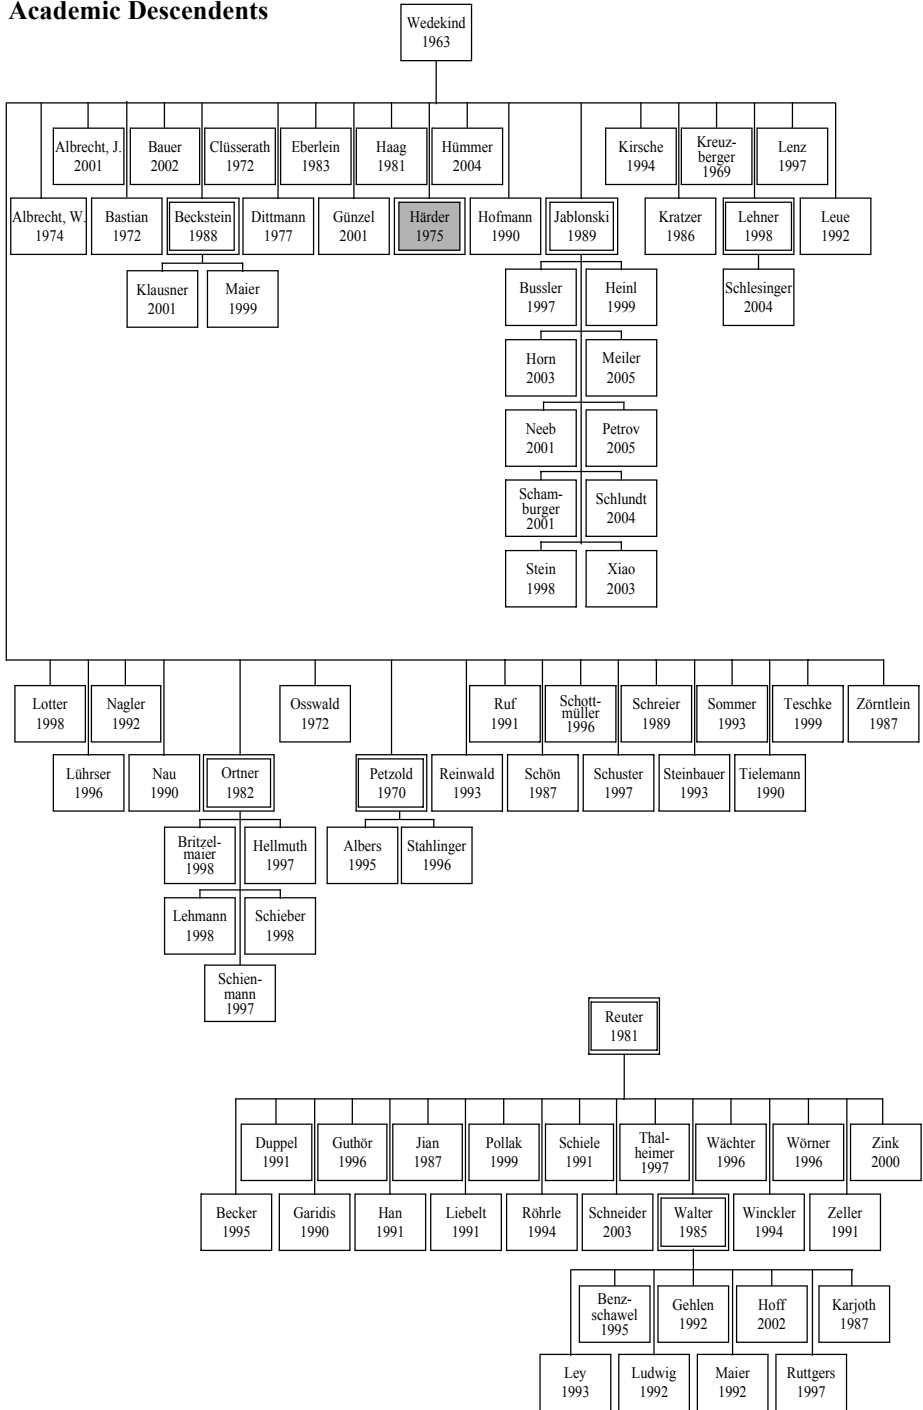 Academic Descendents
Wedekind
1963
Albrecht, J.
2001
Bauer
2002
Clüsserath
1972
Eberlein
1983
Haag
1981
Hümmer
2004
Kirsche
1994
Kreuz-
berger
1969
Lenz
1997
Albrecht, W.
1974
Bastian
1972
Beckstein
1988
Dittmann
1977
Günzel
2001
Härder
1975
Hofmann
1990
Jablonski
1989
Kratzer
1986
Lehner
1998
Leue
1992
Klausner
2001
Maier
1999
Bussler
1997
Heinl
1999
Schlesinger
2004
Horn
2003
Meiler
2005
Neeb
2001
Petrov
2005
Scham-
burger
2001
Schlundt
2004
Stein
1998
Xiao
2003
Lotter
1998
Nagler
1992
Osswald
1972
Ruf
1991
Schott-
müller
1996
Schreier
1989
Sommer
1993
Teschke
1999
Zörntlein
1987
Lührser
1996
Nau
1990
Ortner
1982
Petzold
1970
Reinwald
1993
Schön
1987
Schuster
1997
Steinbauer
1993
Tielemann
1990
Britzel-
maier
1998
Hellmuth
1997
Albers
1995
Stahlinger
1996
Lehmann
1998
Schieber
1998
Schien-
mann
1997
Reuter
1981
Duppel
1991
Guthör
1996
Jian
1987
Pollak
1999
Schiele
1991
Thal-
heimer
1997
Wächter
1996
Wörner
1996
Zink
2000
Becker
1995
Garidis
1990
Han
1991
Liebelt
1991
Röhrle
1994
Schneider
2003
Walter
1985
Winckler
1994
Zeller
1991
Benz-
schawel
1995
Gehlen
1992
Hoff
2002
Karjoth
1987
Ley
1993
Ludwig
1992
Maier
1992
Ruttgers
1997